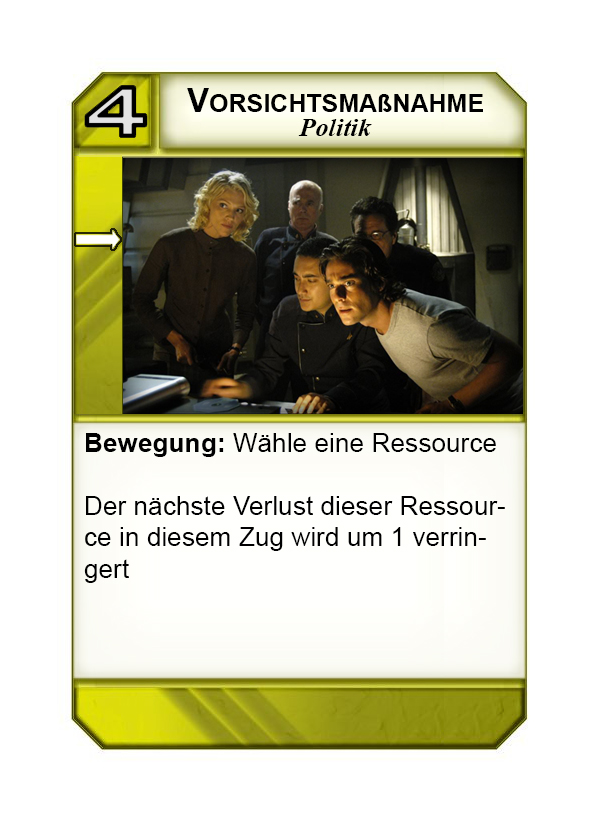 4
VORSICHTSMAßNAHME
Politik
Bewegung: Wähle eine Ressource
Der nächste Verlust dieser Ressour-
ce in diesem Zug wird um 1 verrin-
gert